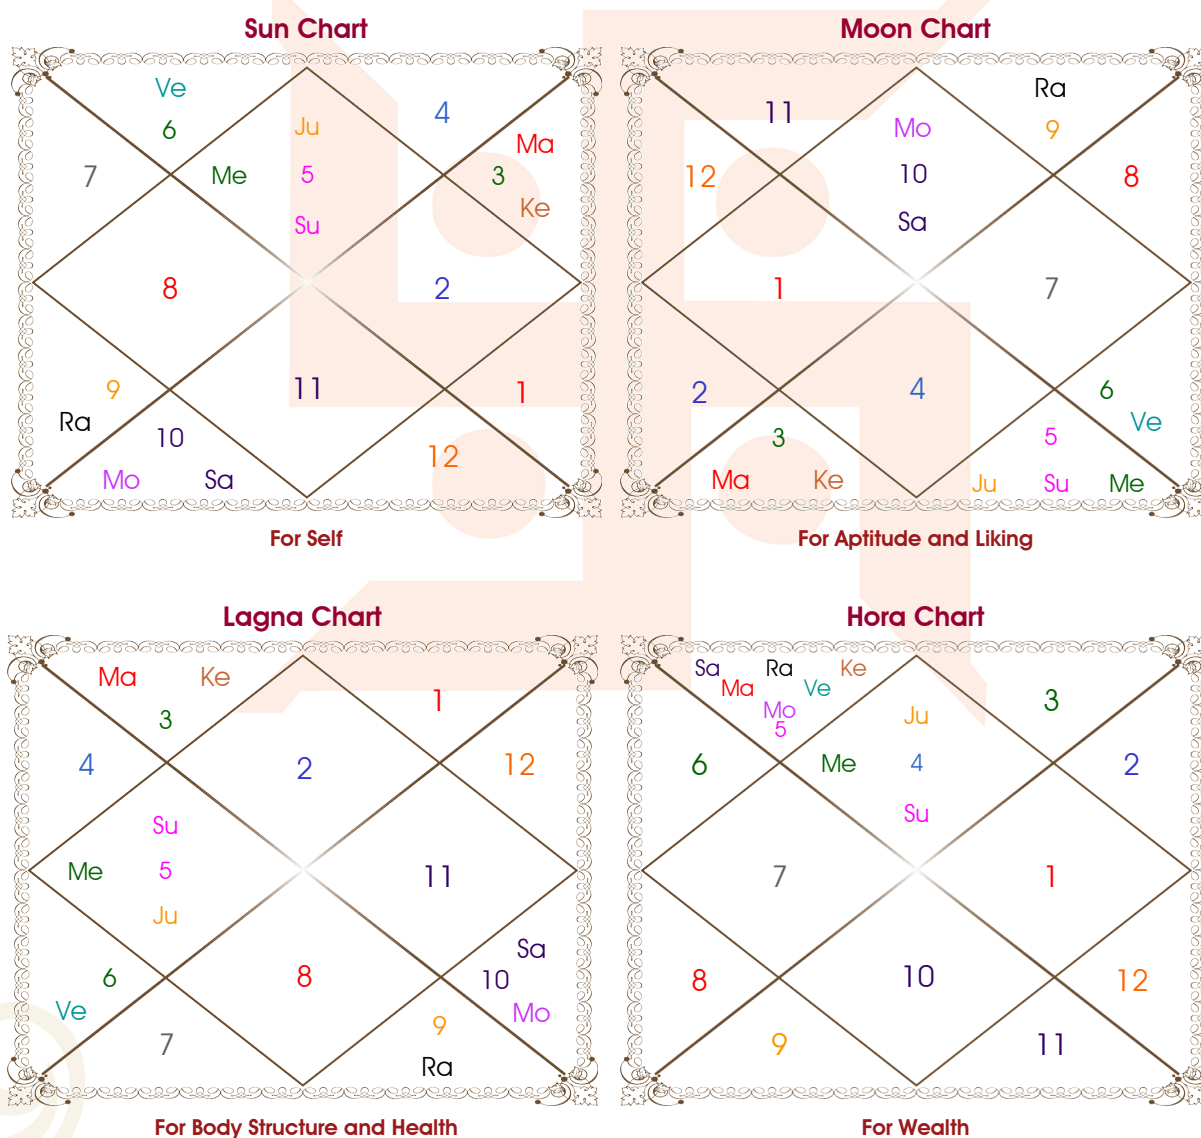 Sun Chart
Ve
6
7
Me
Ju
5
Su
4
Ma
3
Ke
8
2
9
Ra
10
Mo Sa
11
1
12
For Self
Moon Chart
11
12
Mo
10
Sa
Ra
9
8
1
7
2
3
Ma Ke
4
6
Ve
5
Ju Su Me
For Aptitude and Liking
Lagna Chart
Ma Ke
3
4
2
1
12
Su
Me 5
Ju
11
6
Ve
7
8
Sa
10
Mo
9
Ra
For Body Structure and Health
Hora Chart
Sa Ra Ke
Ma Ve
Mo
5
6
Ju
Me 4
Su
3
2
7
1
8
9
10
12
11
For Wealth